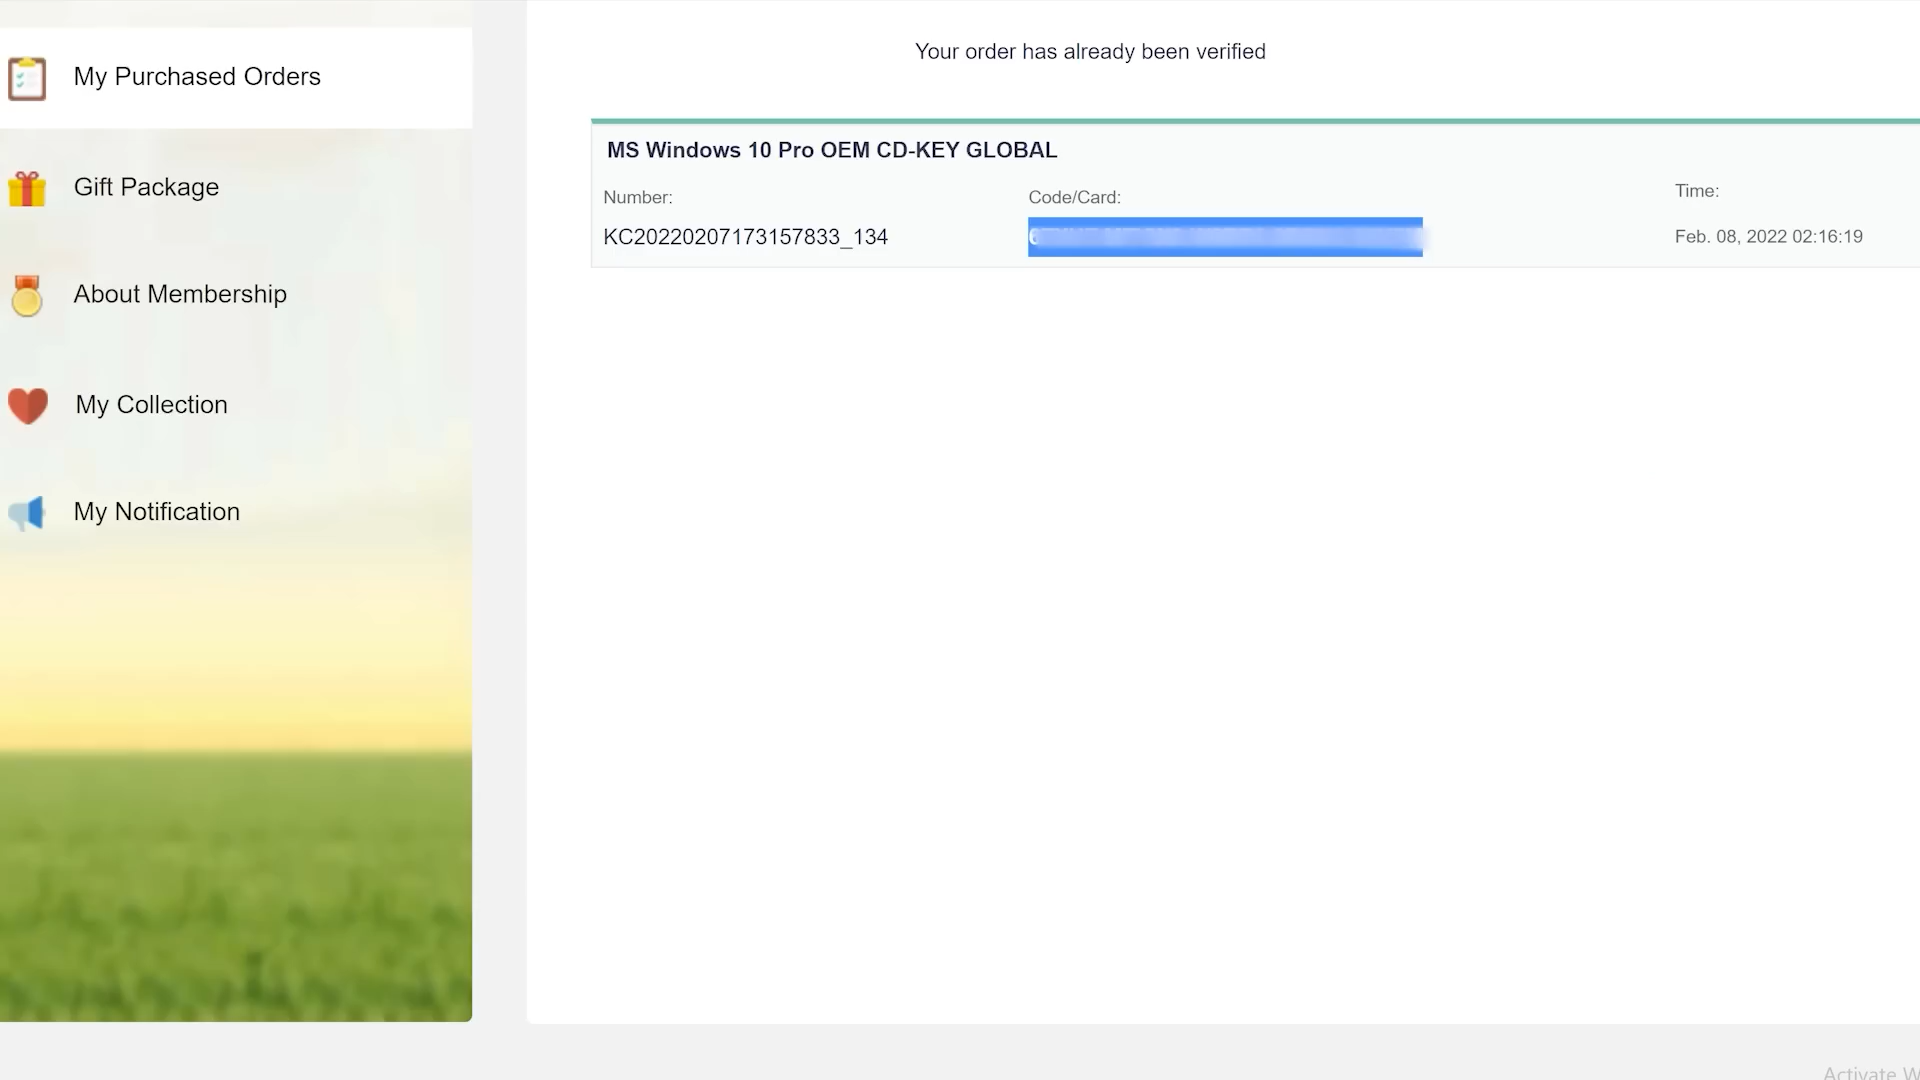 My Purchased Orders
Gift Package
About Membership
My Collection
My Notification
Your order has already been verified
MS Windows 10 Pro OEM CD-KEY GLOBAL
Number:
Code/Card:
Time:
KC20220207173157833_134
Feb. 08, 2022 02:16:19
Activate W